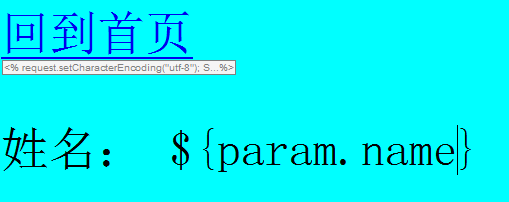 回到首页
<% request.setCharacterEncoding("utf-8"); S...%>
姓名： ${param.name}